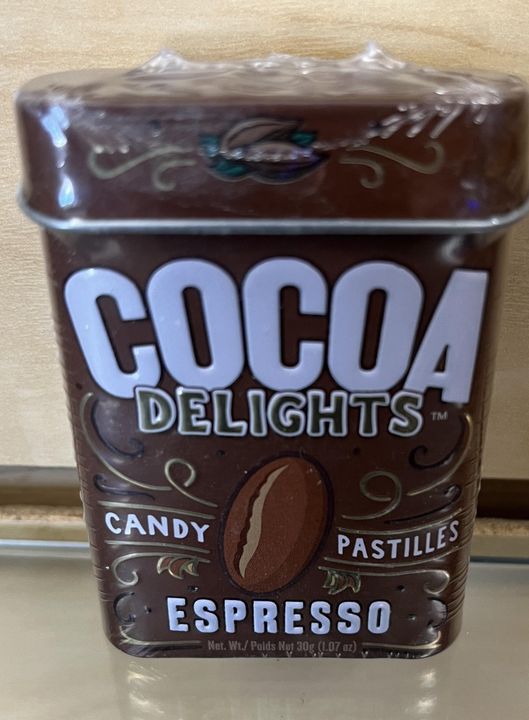 COCOA
DELIGHTS™
CANDY PASTILLES
ESPRESSO
Net. Wt./ Poids Net 30g (1.07 oz)